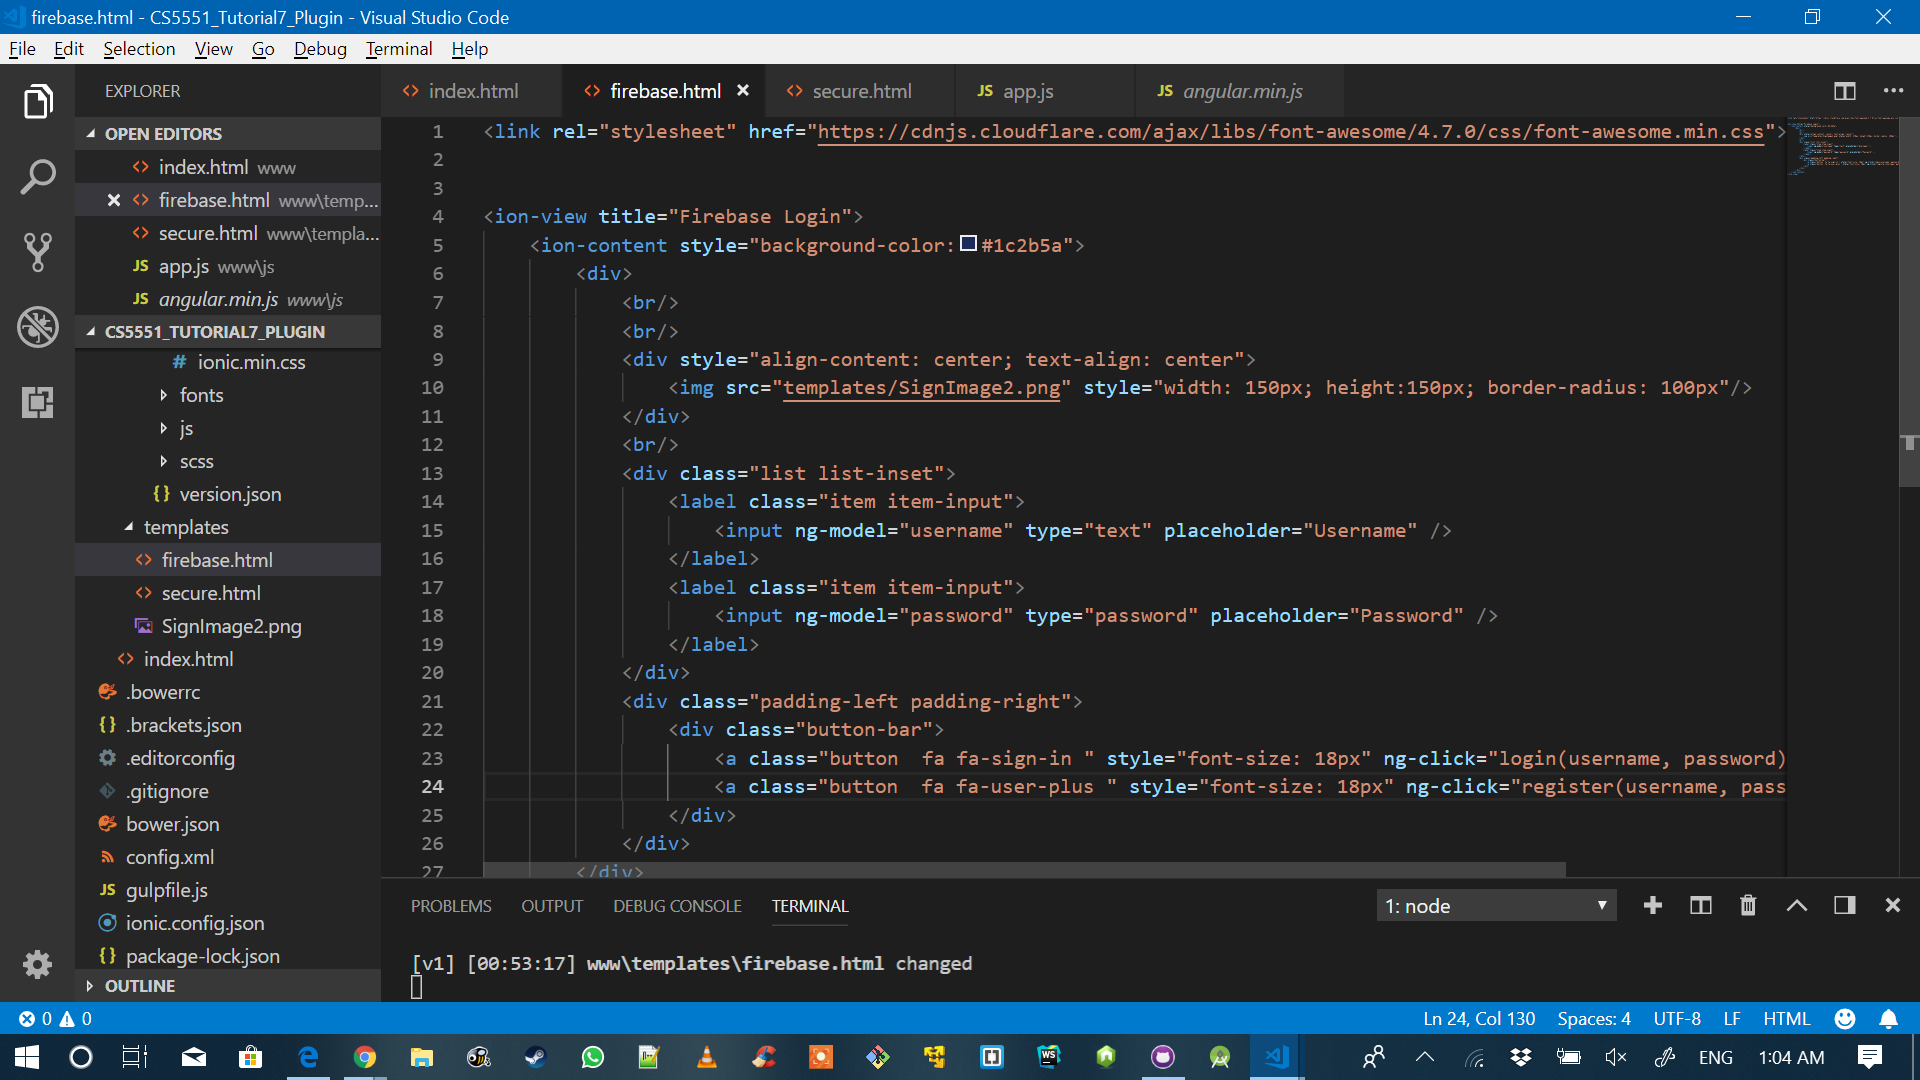 firebase.html - CS5551_Tutorial7_Plugin - Visual Studio Code
File Edit Selection View Go Debug Terminal Help
EXPLORER
index.html
firebase.html
secure.html
JS app.js
JS angular.min.js
OPEN EDITORS
index.html www
firebase.html www\temp...
secure.html www\templa...
JS app.js www\js
JS angular.min.js www\js
CS5551_TUTORIAL7_PLUGIN
# ionic.min.css
fonts
js
scss
{} version.json
templates
firebase.html
secure.html
SignImage2.png
index.html
.bowerrc
{} .brackets.json
.editorconfig
.gitignore
bower.json
config.xml
JS gulpfile.js
ionic.config.json
{} package-lock.json
OUTLINE
1 <link rel="stylesheet" href="https://cdnjs.cloudflare.com/ajax/libs/font-awesome/4.7.0/css/font-awesome.min.css">
2
3
4 <ion-view title="Firebase Login">
5 <ion-content style="background-color:#1c2b5a">
6 <div>
7 <br/>
8 <br/>
9 <div style="align-content: center; text-align: center">
10 <img src="templates/SignImage2.png" style="width: 150px; height:150px; border-radius: 100px"/>
11 </div>
12 <br/>
13 <div class="list list-inset">
14 <label class="item item-input">
15 <input ng-model="username" type="text" placeholder="Username" />
16 </label>
17 <label class="item item-input">
18 <input ng-model="password" type="password" placeholder="Password" />
19 </label>
20 </div>
21 <div class="padding-left padding-right">
22 <div class="button-bar">
23 <a class="button  fa fa-sign-in " style="font-size: 18px" ng-click="login(username, password)
24 <a class="button  fa fa-user-plus " style="font-size: 18px" ng-click="register(username, pass
25 </div>
26 </div>
27 </div>
PROBLEMS OUTPUT DEBUG CONSOLE TERMINAL
1: node
[v1] [00:53:17] www\templates\firebase.html changed
0 0
Ln 24, Col 130 Spaces: 4 UTF-8 LF HTML
WS
ENG 1:04 AM